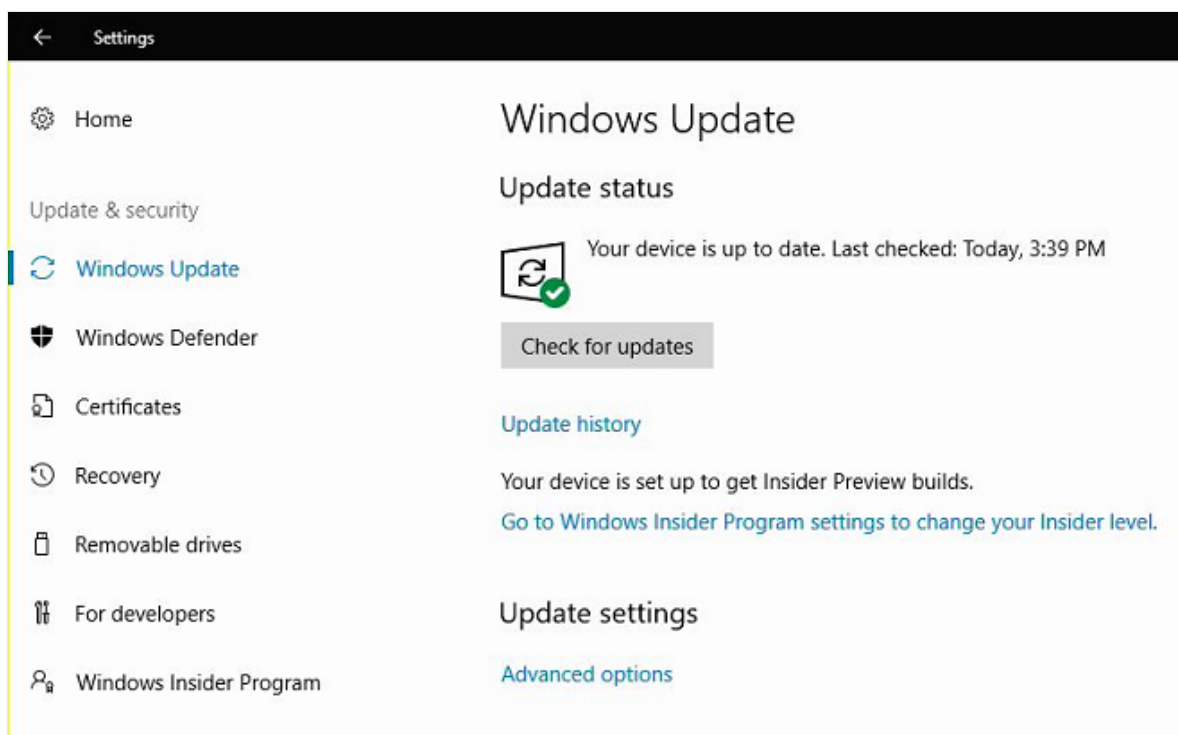 Settings
Home
Update & security
Windows Update
Windows Defender
Certificates
Recovery
Removable drives
For developers
Windows Insider Program
Windows Update
Update status
Your device is up to date. Last checked: Today, 3:39 PM
Check for updates
Update history
Your device is set up to get Insider Preview builds.
Go to Windows Insider Program settings to change your Insider level.
Update settings
Advanced options